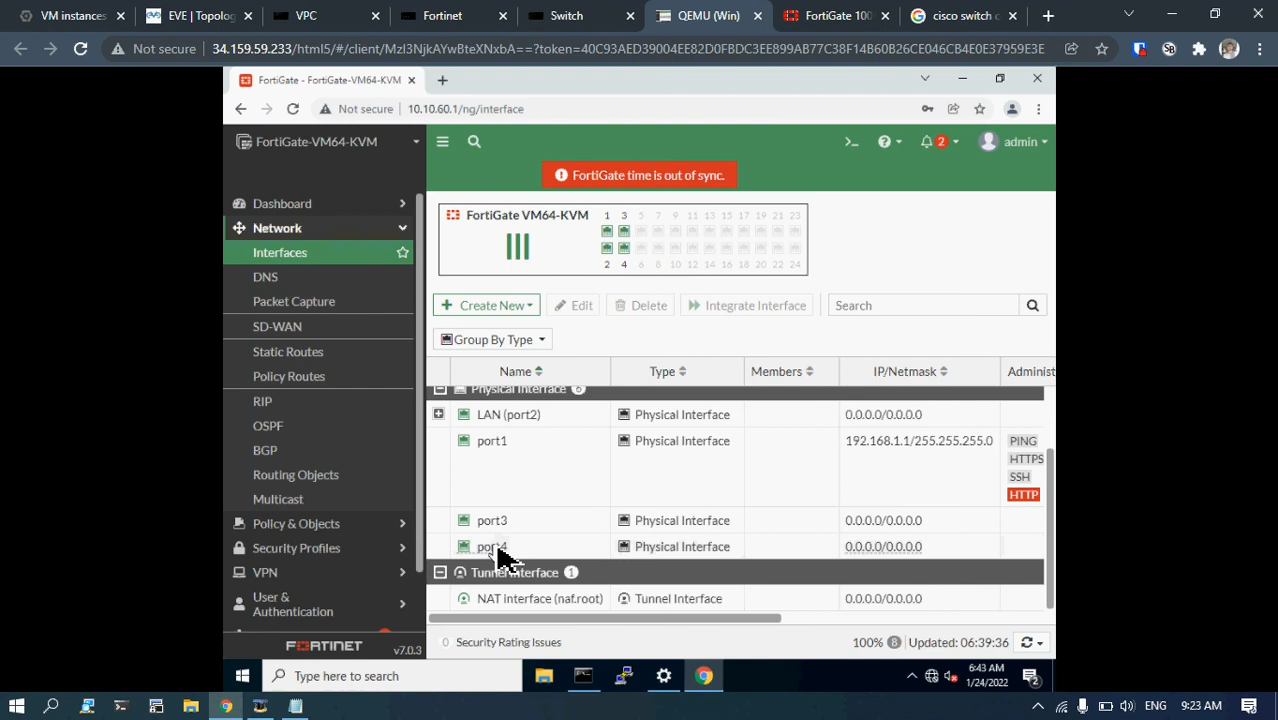 VM instances
EVE | Topolog
VPC
Fortinet
Switch
QEMU (Win)
FortiGate 100
cisco switch c
Not secure
34.159.59.233/html5/#/client/MzI3NjkAYwBteXNxbA==?token=40C93AED39004EE82D0FBDC3EE899AB77C38F14B60B26CE046CB4E0E37959E3E
FortiGate - FortiGate-VM64-KVM
Not secure
10.10.60.1/ng/interface
FortiGate-VM64-KVM
2
admin
FortiGate time is out of sync.
Dashboard
Network
Interfaces
DNS
Packet Capture
SD-WAN
Static Routes
Policy Routes
RIP
OSPF
BGP
Routing Objects
Multicast
Policy & Objects
Security Profiles
VPN
User &
Authentication
FORTINET
v7.0.3
FortiGate VM64-KVM
1 3 5 7 9 11 13 15 17 19 21 23
2 4 6 8 10 12 14 16 18 20 22 24
Create New
Edit
Delete
Integrate Interface
Search
Group By Type
Name Type Members IP/Netmask Administ
Physical Interface 6
LAN (port2) Physical Interface 0.0.0.0/0.0.0.0
port1 Physical Interface 192.168.1.1/255.255.255.0 PING
HTTPS
SSH
HTTP
port3 Physical Interface 0.0.0.0/0.0.0.0
port4 Physical Interface 0.0.0.0/0.0.0.0
Tunnel Interface 1
NAT interface (naf.root) Tunnel Interface 0.0.0.0/0.0.0.0
0 Security Rating Issues
100% 8 Updated: 06:39:36
Type here to search
6:43 AM
1/24/2022
2
ENG 9:23 AM